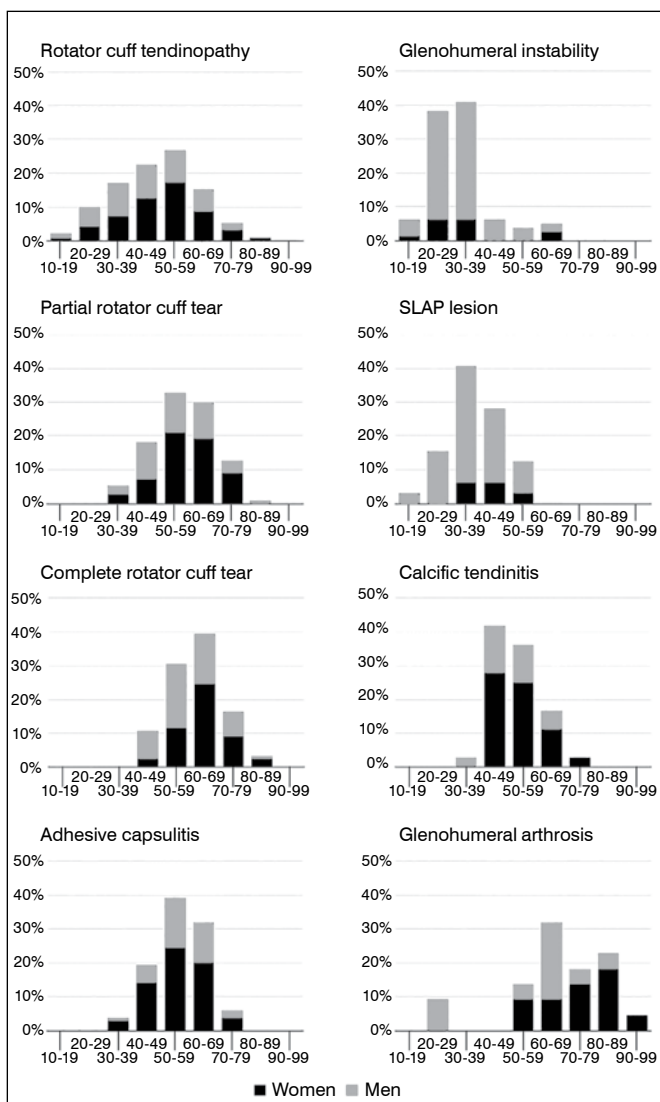 Rotator cuff tendinopathy
50%
40%
30%
20%
10%
0%
20-29 40-49 60-69 80-89
10-19 30-39 50-59 70-79 90-99
Glenohumeral instability
50%
40%
30%
20%
10%
0%
20-29 40-49 60-69 80-89
10-19 30-39 50-59 70-79 90-99
Partial rotator cuff tear
50%
40%
30%
20%
10%
0%
20-29 40-49 60-69 80-89
10-19 30-39 50-59 70-79 90-99
SLAP lesion
50%
40%
30%
20%
10%
0%
20-29 40-49 60-69 80-89
10-19 30-39 50-59 70-79 90-99
Complete rotator cuff tear
50%
40%
30%
20%
10%
0%
20-29 40-49 60-69 80-89
10-19 30-39 50-59 70-79 90-99
Calcific tendinitis
50%
40%
30%
20%
10%
0%
20-29 40-49 60-69 80-89
10-19 30-39 50-59 70-79 90-99
Adhesive capsulitis
50%
40%
30%
20%
10%
0%
20-29 40-49 60-69 80-89
10-19 30-39 50-59 70-79 90-99
Glenohumeral arthrosis
50%
40%
30%
20%
10%
0%
20-29 40-49 60-69 80-89
10-19 30-39 50-59 70-79 90-99
Women Men